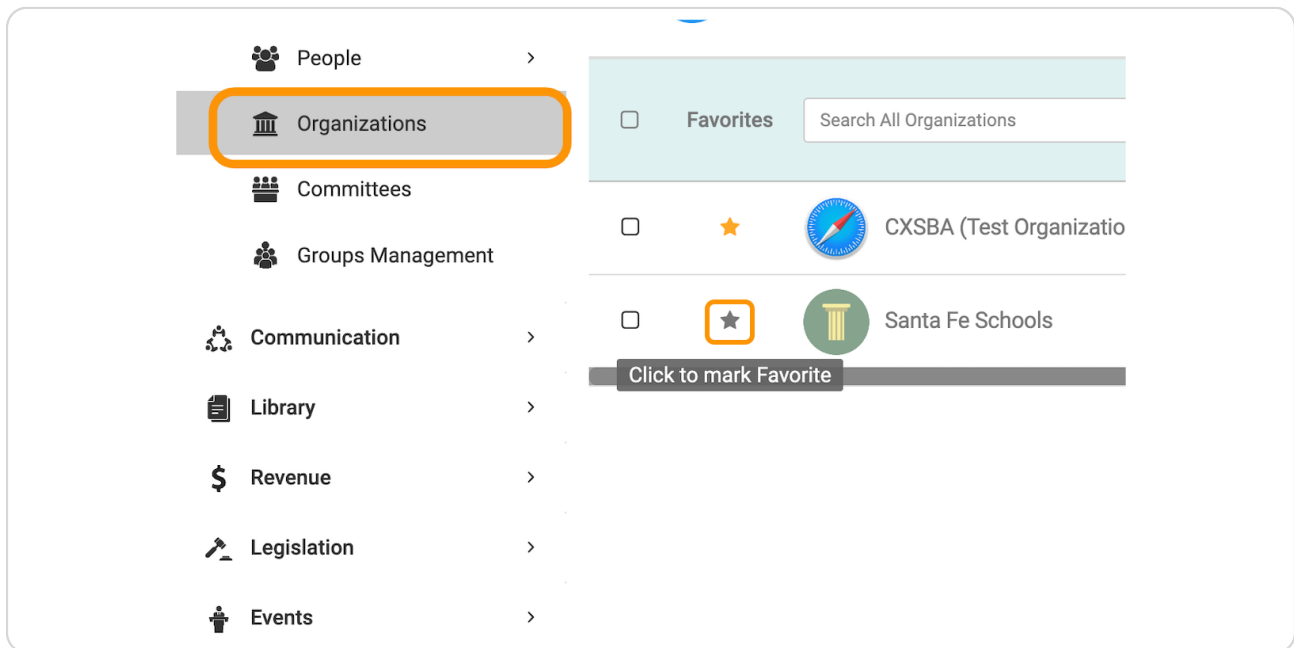 People
Organizations
Committees
Groups Management
Communication
Library
Revenue
Legislation
Events
Favorites
Search All Organizations
CXSBA (Test Organizatio
Santa Fe Schools
Click to mark Favorite